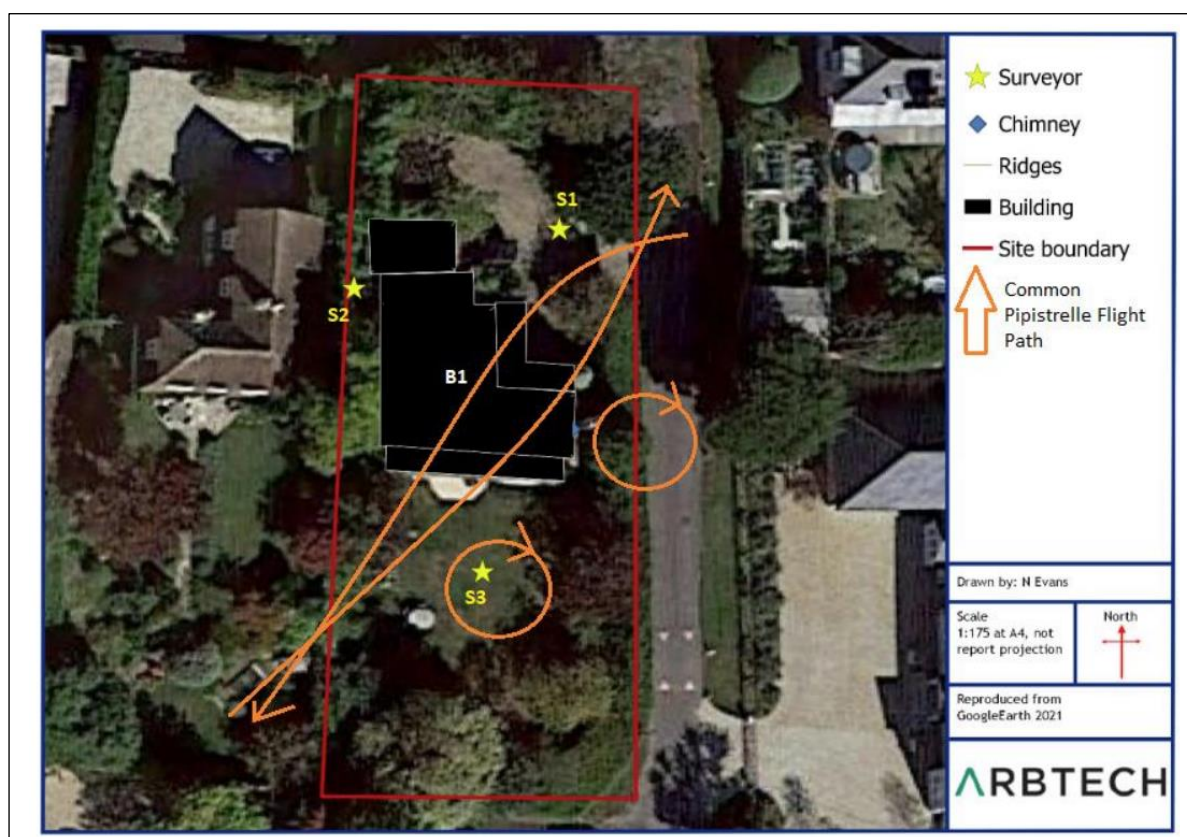 S1
S2
B1
S3
Surveyor
Chimney
Ridges
Building
Site boundary
Common
Pipistrelle Flight
Path
Drawn by: N Evans
Scale
1:175 at A4, not
report projection
North
Reproduced from
GoogleEarth 2021
ARBTECH